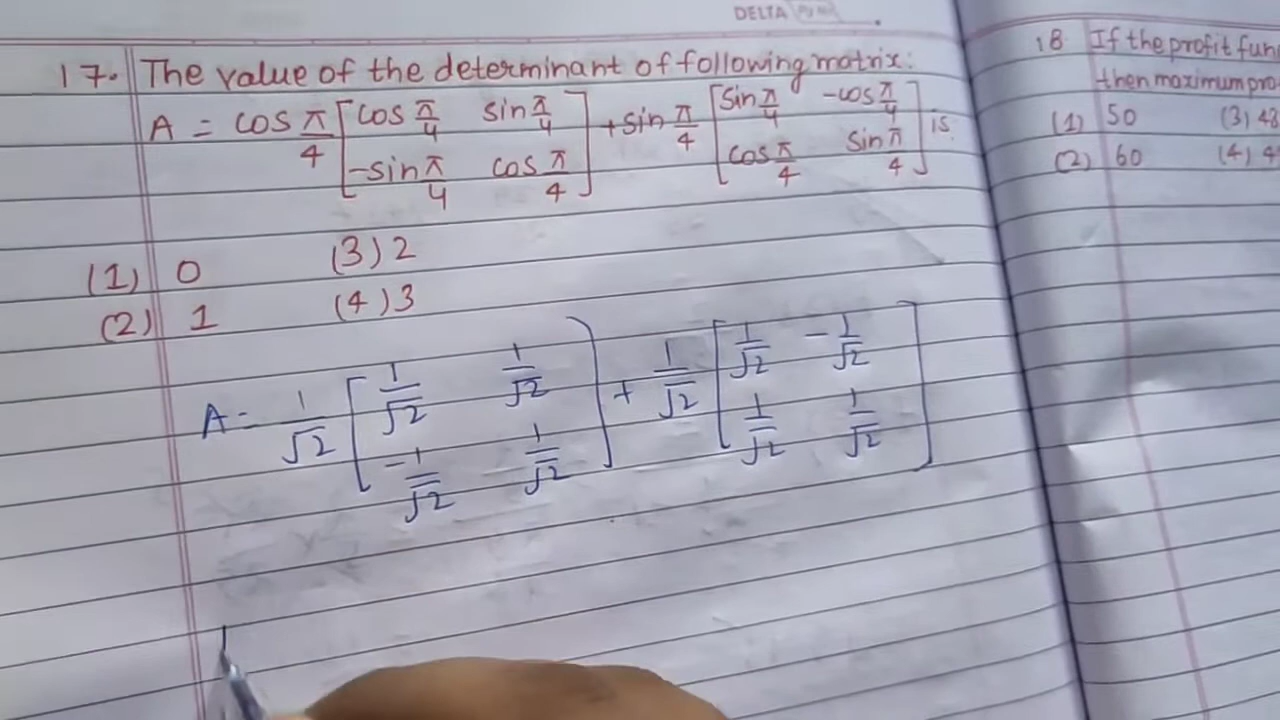 DELTA
17. The value of the determinant of following matrix:
A = cos π/4 [cos π/4 sin π/4
-sin π/4 cos π/4] + sin π/4 [sin π/4 -cos π/4
cos π/4 sin π/4] is
(1) 0 (3) 2
(2) 1 (4) 3
A = 1/√2 [1/√2 1/√2
-1/√2 1/√2] + 1/√2 [1/√2 -1/√2
1/√2 1/√2]
18 If the profit fun
then maximum pro
(1) 50 (3) 48
(2) 60 (4) 4